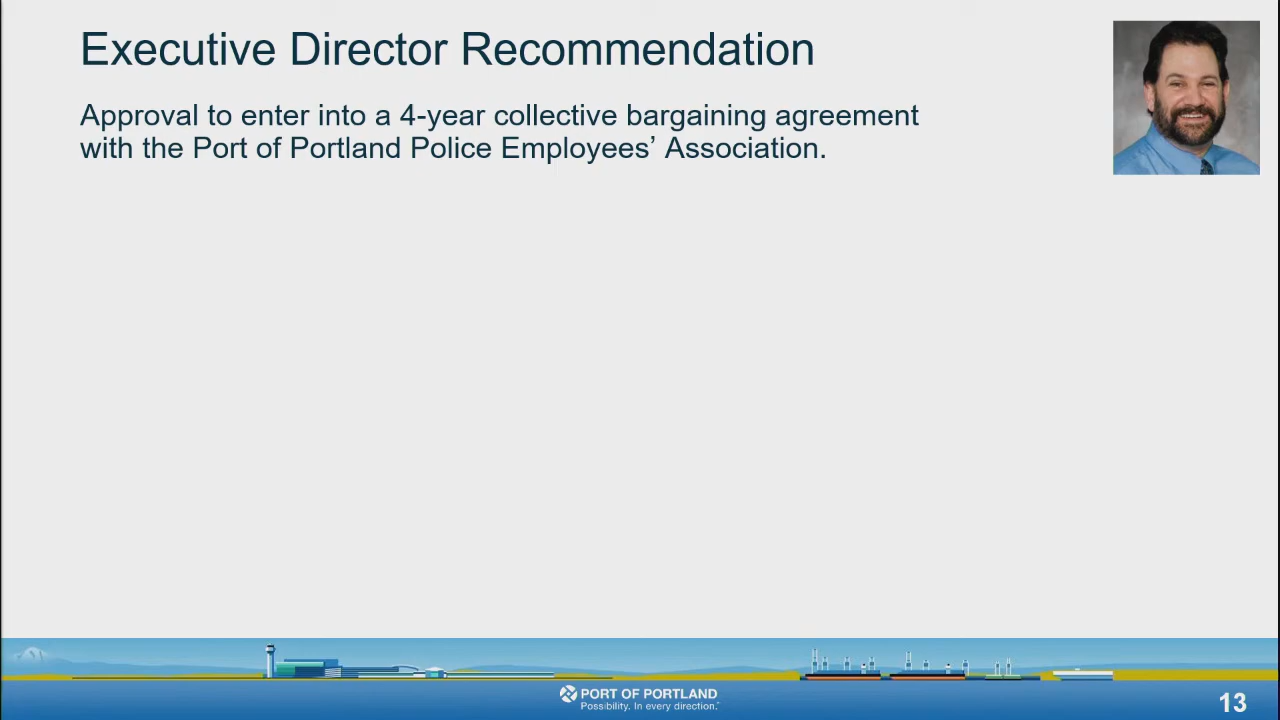 Executive Director Recommendation
Approval to enter into a 4-year collective bargaining agreement
with the Port of Portland Police Employees’ Association.
PORT OF PORTLAND
Possibility. In every direction.
13